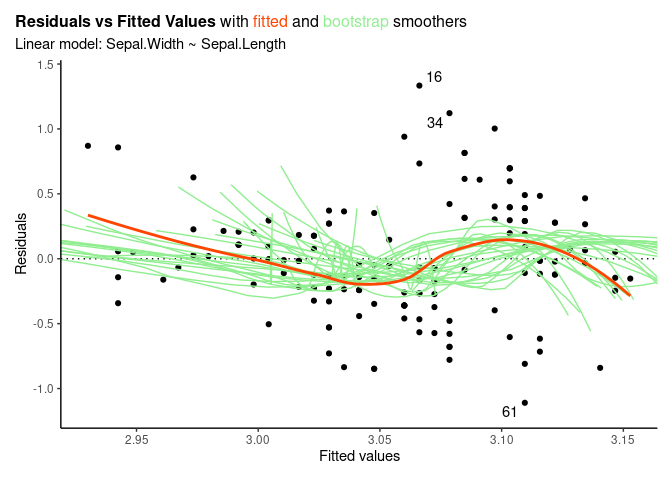 Residuals vs Fitted Values with fitted and bootstrap smoothers
Linear model: Sepal.Width ~ Sepal.Length
1.5
16
34
1.0
0.5
Residuals
0.0
-0.5
-1.0
61
2.95 3.00 3.05 3.10 3.15
Fitted values